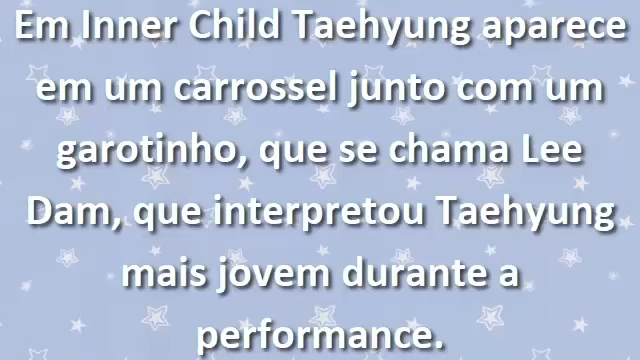 Em Inner Child Taehyung aparece
em um carrossel junto com um
garotinho, que se chama Lee
Dam, que interpretou Taehyung
mais jovem durante a
performance.